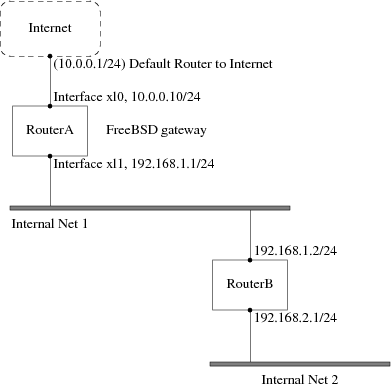 Internet
(10.0.0.1/24) Default Router to Internet
Interface xl0, 10.0.0.10/24
RouterA
FreeBSD gateway
Interface xl1, 192.168.1.1/24
Internal Net 1
192.168.1.2/24
RouterB
192.168.2.1/24
Internal Net 2